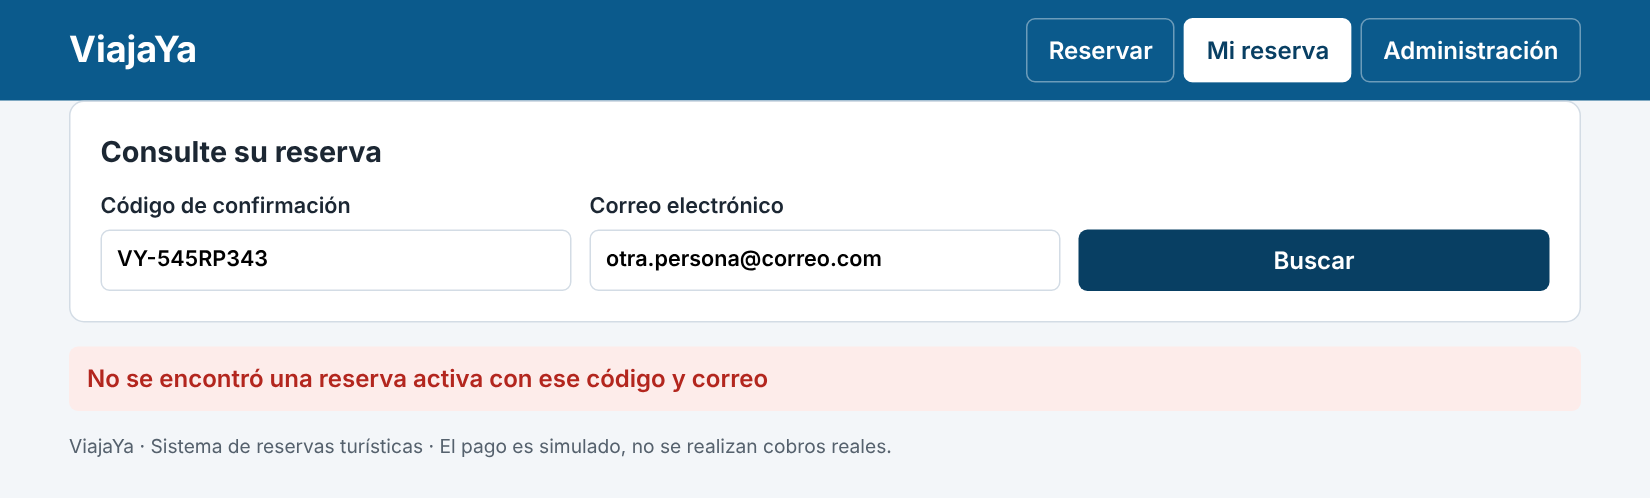 ViajaYa
Reservar
Mi reserva
Administración
Consulte su reserva
Código de confirmación
Correo electrónico
VY-545RP343
otra.persona@correo.com
Buscar
No se encontró una reserva activa con ese código y correo
ViajaYa · Sistema de reservas turísticas · El pago es simulado, no se realizan cobros reales.